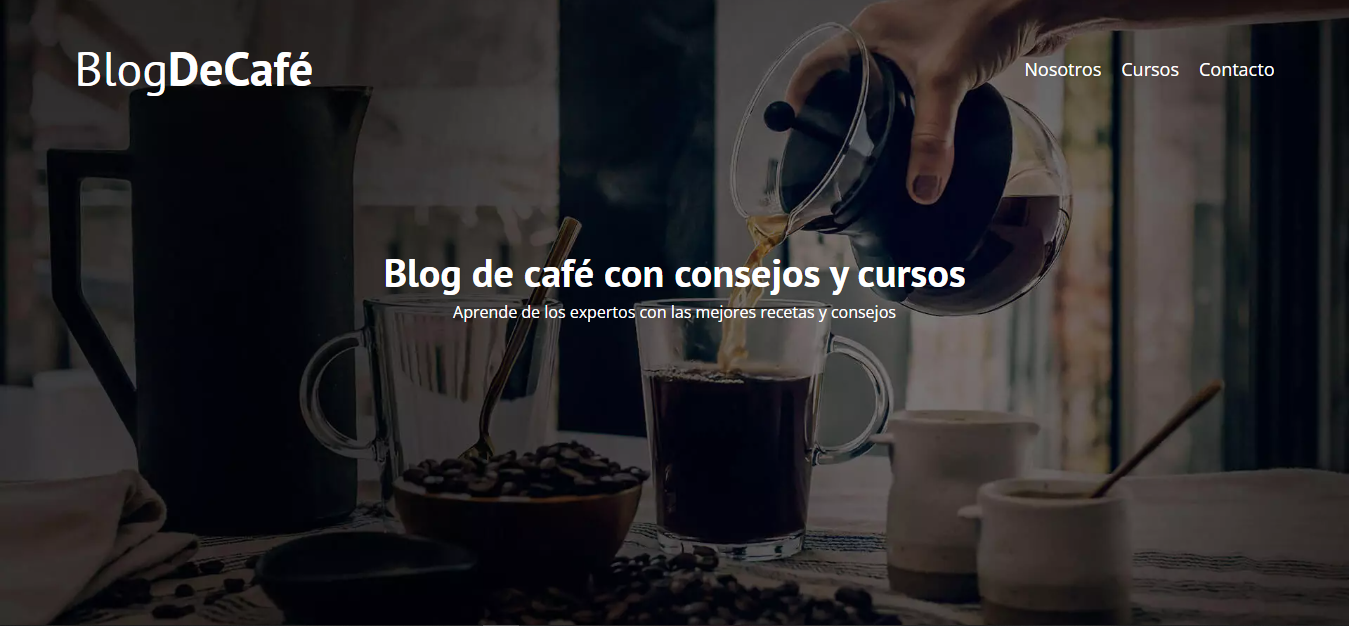 BlogDeCafé
Nosotros Cursos Contacto
Blog de café con consejos y cursos
Aprende de los expertos con las mejores recetas y consejos